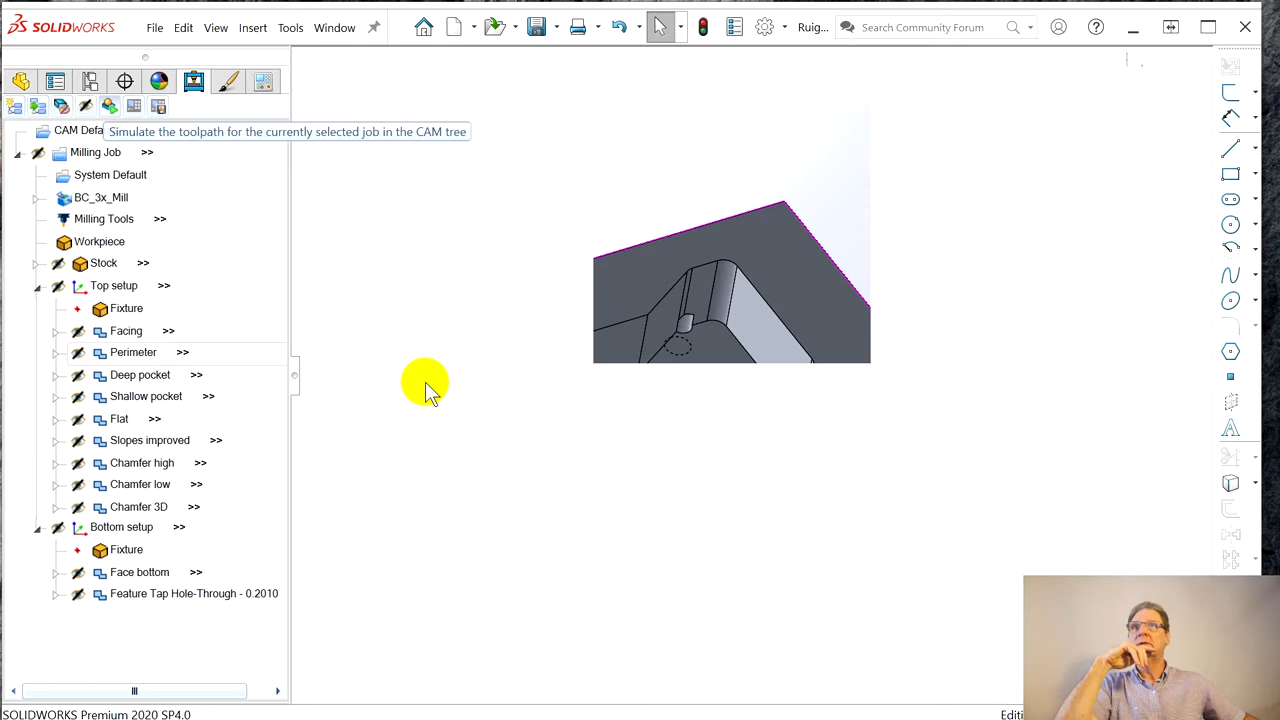 SOLIDWORKS File Edit View Insert Tools Window Ruig... Search Community Forum
CAM Defa
Simulate the toolpath for the currently selected job in the CAM tree
Milling Job >>
System Default
BC_3x_Mill
Milling Tools >>
Workpiece
Stock >>
Top setup >>
Fixture
Facing >>
Perimeter >>
Deep pocket >>
Shallow pocket >>
Flat >>
Slopes improved >>
Chamfer high >>
Chamfer low >>
Chamfer 3D >>
Bottom setup >>
Fixture
Face bottom >>
Feature Tap Hole-Through - 0.2010
SOLIDWORKS Premium 2020 SP4.0 Editi